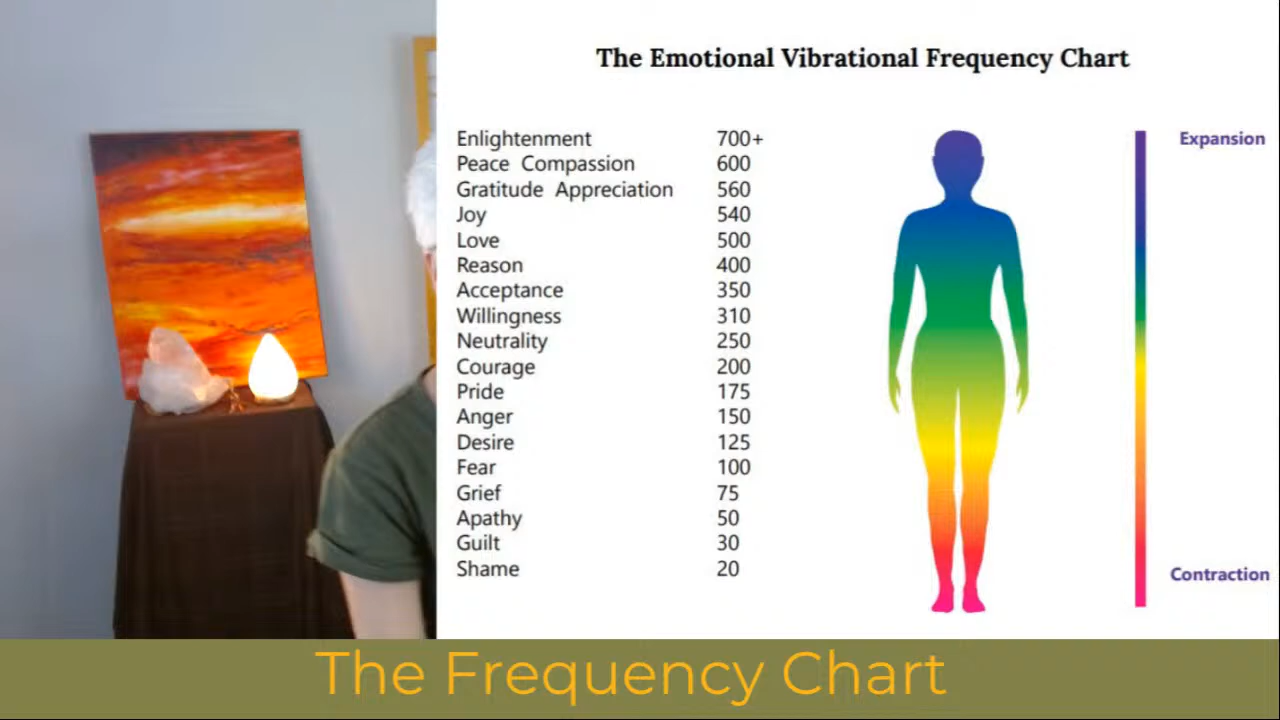 The Emotional Vibrational Frequency Chart
Enlightenment 700+
Peace Compassion 600
Gratitude Appreciation 560
Joy 540
Love 500
Reason 400
Acceptance 350
Willingness 310
Neutrality 250
Courage 200
Pride 175
Anger 150
Desire 125
Fear 100
Grief 75
Apathy 50
Guilt 30
Shame 20
Expansion
Contraction
The Frequency Chart